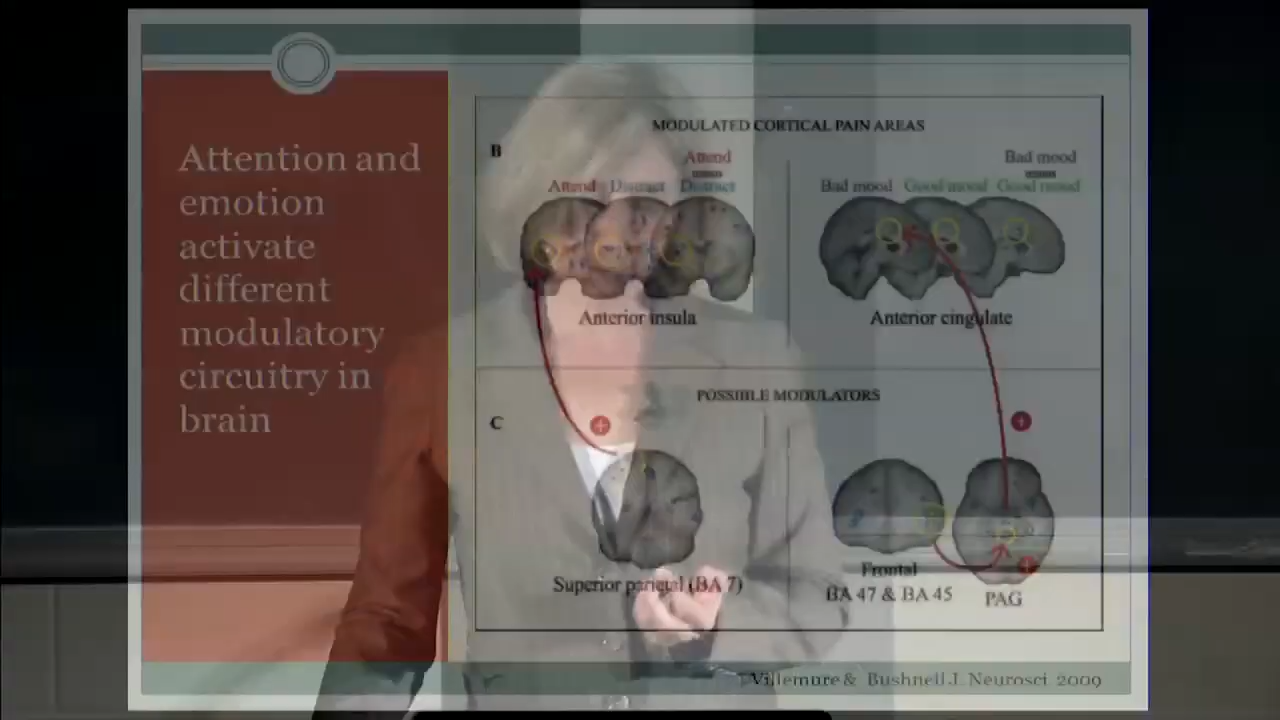 Attention and
emotion
activate
different
modulatory
circuitry in
brain
MODULATED CORTICAL PAIN AREAS
B
Attend
minus
Attend Distract Distract
Anterior insula
Bad mood
minus
Bad mood Good mood Good mood
Anterior cingulate
POSSIBLE MODULATORS
C
+
Superior parietal (BA 7)
+
+
Frontal
BA 47 & BA 45
PAG
Villemure & Bushnell J. Neurosci 2009